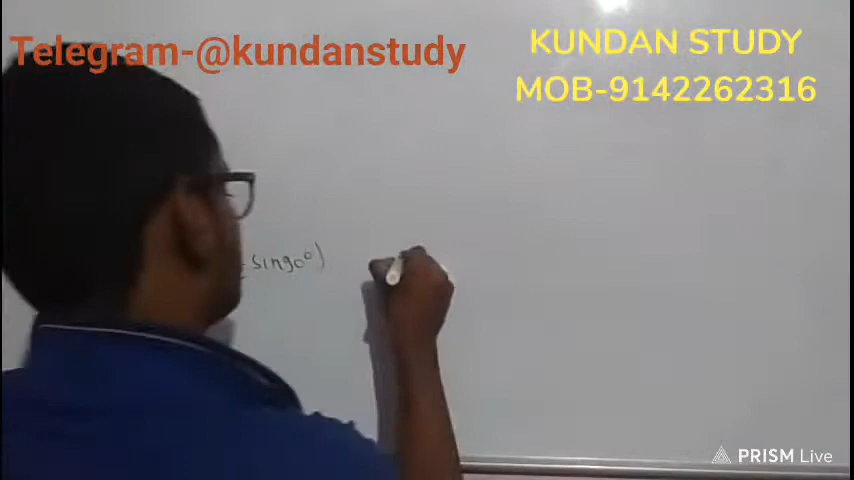 Telegram-@kundanstudy
KUNDAN STUDY
MOB-9142262316
sin90°)
PRISM Live